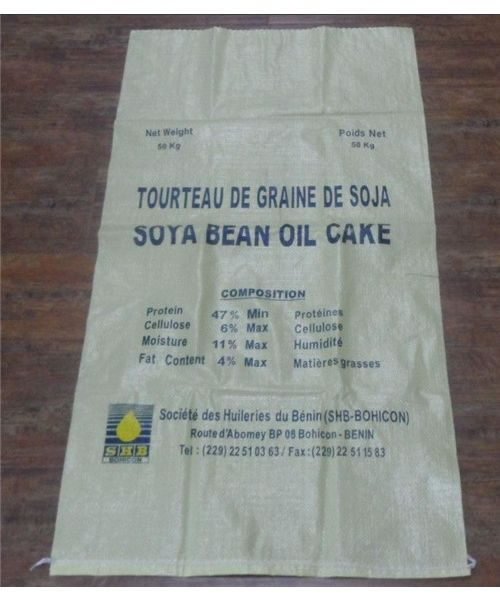 Net Weight Poids Net
50 Kg 50 Kg
TOURTEAU DE GRAINE DE SOJA
SOYA BEAN OIL CAKE
COMPOSITION
Protein 47% Min Protéines
Cellulose 6% Max Cellulose
Moisture 11% Max Humidité
Fat Content 4% Max Matières grasses
Société des Huileries du Bénin (SHB-BOHICON)
Route d'Abomey BP 08 Bohicon - BENIN
Tel : (229) 22 51 03 63 / Fax : (229) 22 51 15 83
SHB
BOHICON